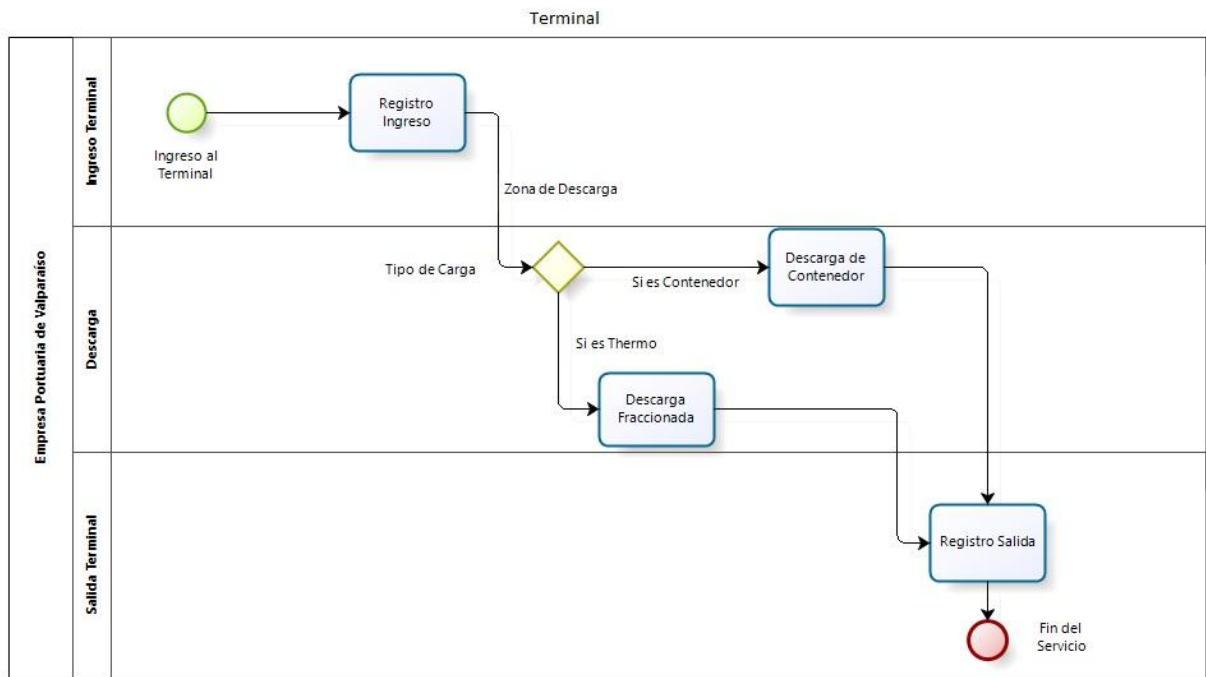 Terminal
Empresa Portuaria de Valparaíso
Ingreso Terminal
Ingreso al
Terminal
Registro
Ingreso
Zona de Descarga
Descarga
Tipo de Carga
Si es Contenedor
Descarga de
Contenedor
Si es Thermo
Descarga
Fraccionada
Salida Terminal
Registro Salida
Fin del
Servicio